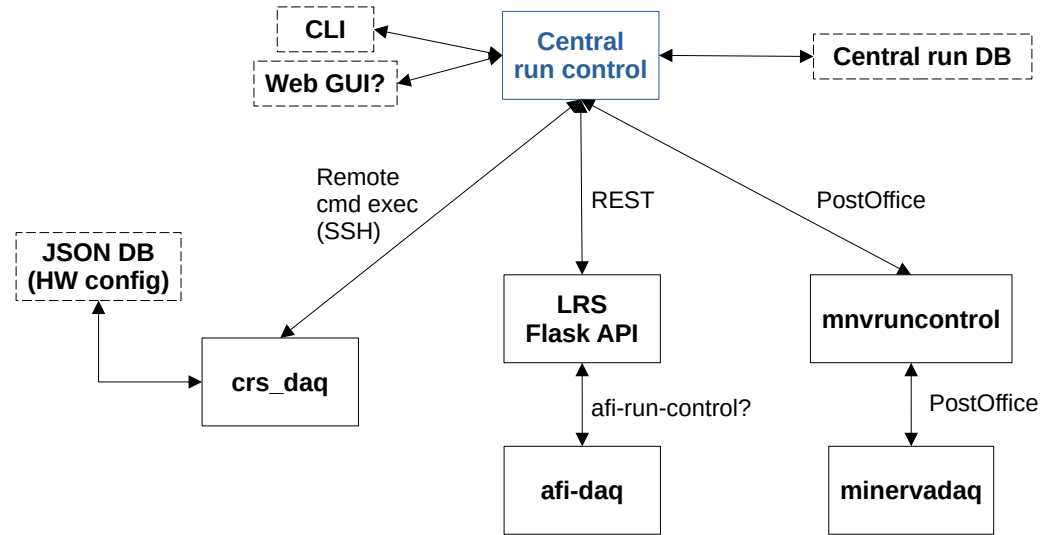 CLI
Web GUI?
Central
run control
Central run DB
Remote
cmd exec
(SSH)
REST
PostOffice
JSON DB
(HW config)
crs_daq
LRS
Flask API
mnvruncontrol
afi-run-control?
PostOffice
afi-daq
minervadaq